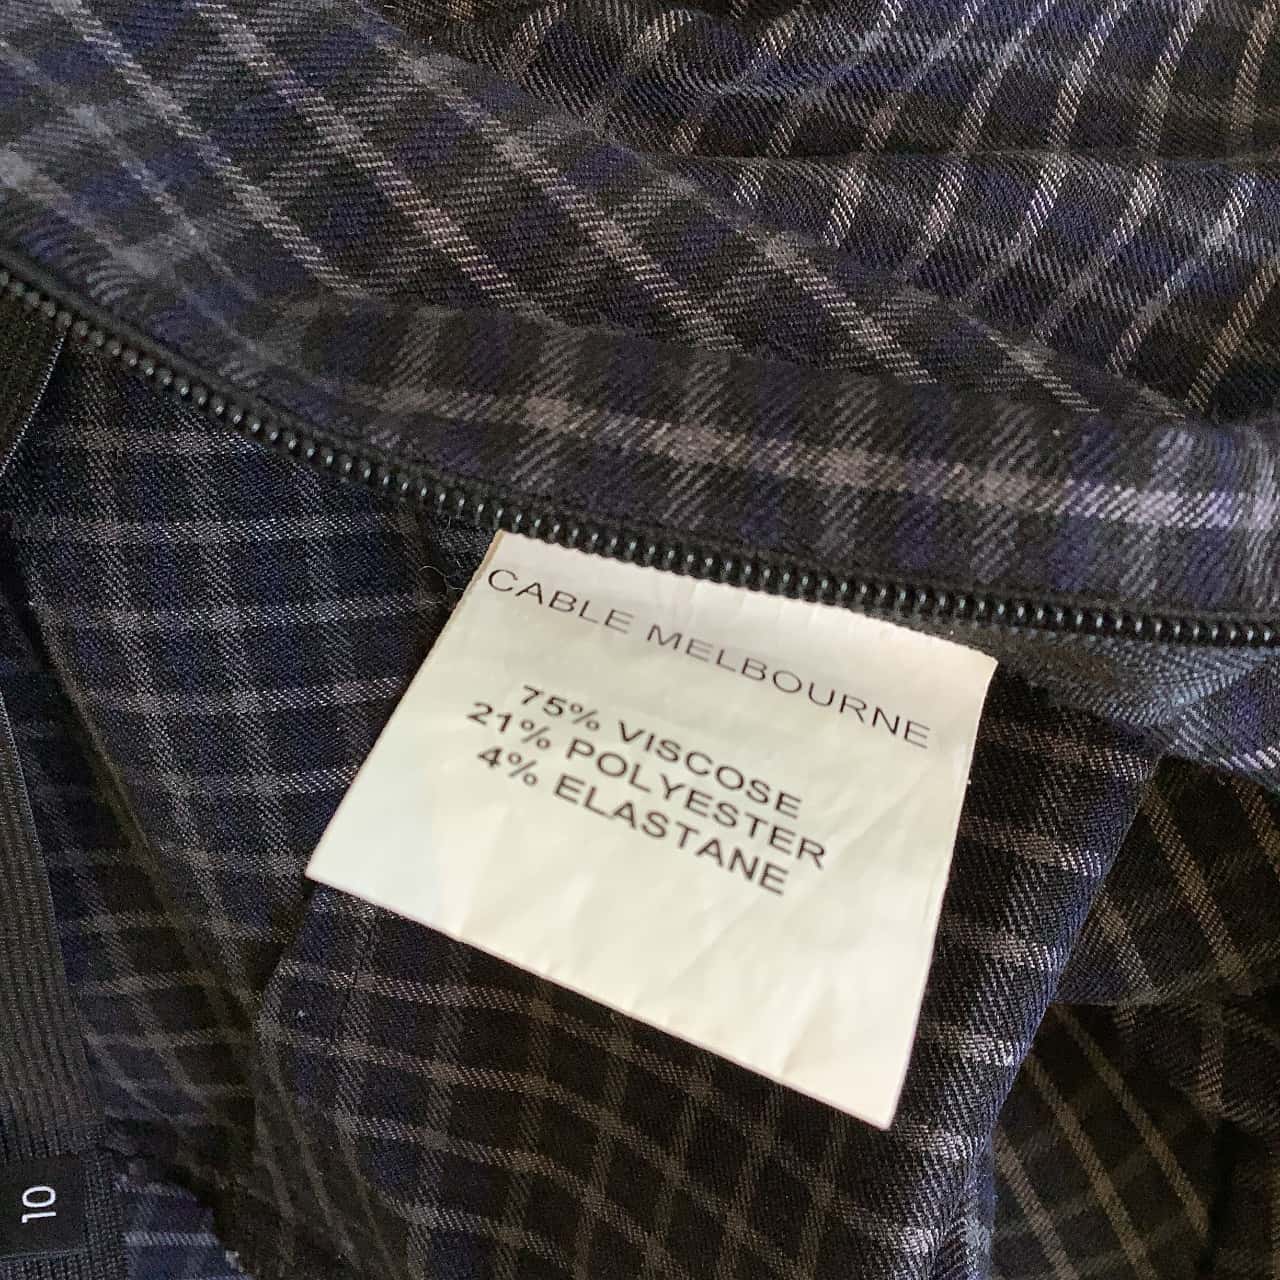 CABLE MELBOURNE
75% VISCOSE
21% POLYESTER
4% ELASTANE
10